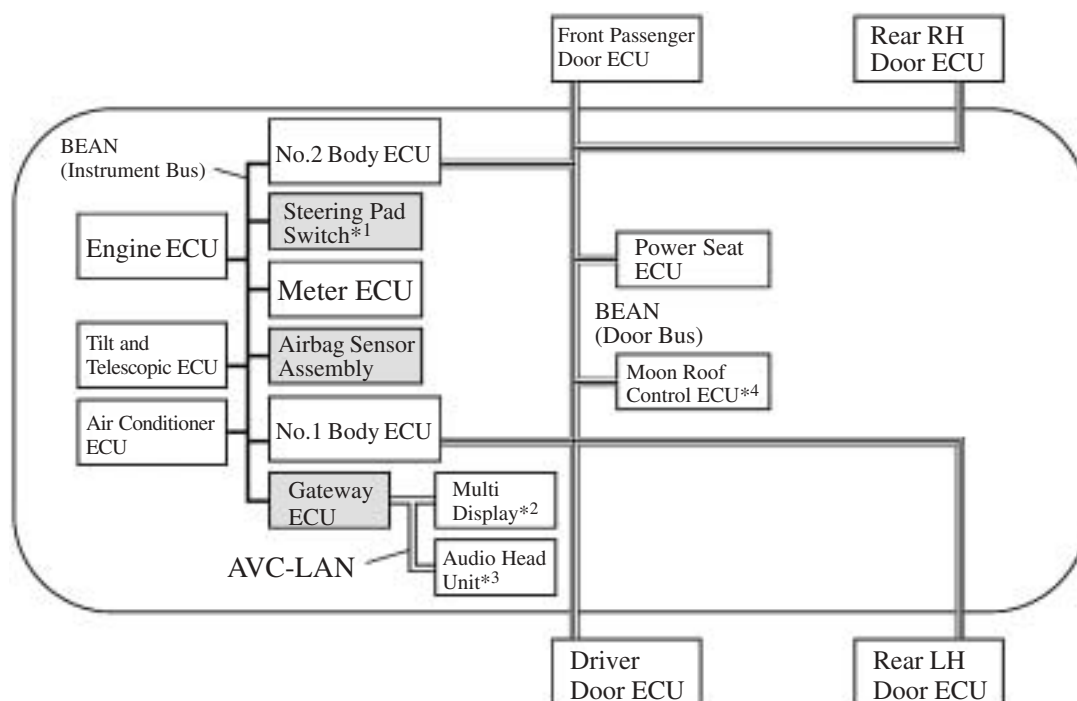 Front Passenger
Door ECU
Rear RH
Door ECU
BEAN
(Instrument Bus)
No.2 Body ECU
Steering Pad
Switch*1
Engine ECU
Power Seat
ECU
Meter ECU
BEAN
(Door Bus)
Tilt and
Telescopic ECU
Airbag Sensor
Assembly
Moon Roof
Control ECU*4
Air Conditioner
ECU
No.1 Body ECU
Gateway
ECU
Multi
Display*2
AVC-LAN
Audio Head
Unit*3
Driver
Door ECU
Rear LH
Door ECU